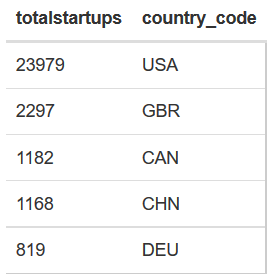 totalstartups country_code
23979 USA
2297 GBR
1182 CAN
1168 CHN
819 DEU